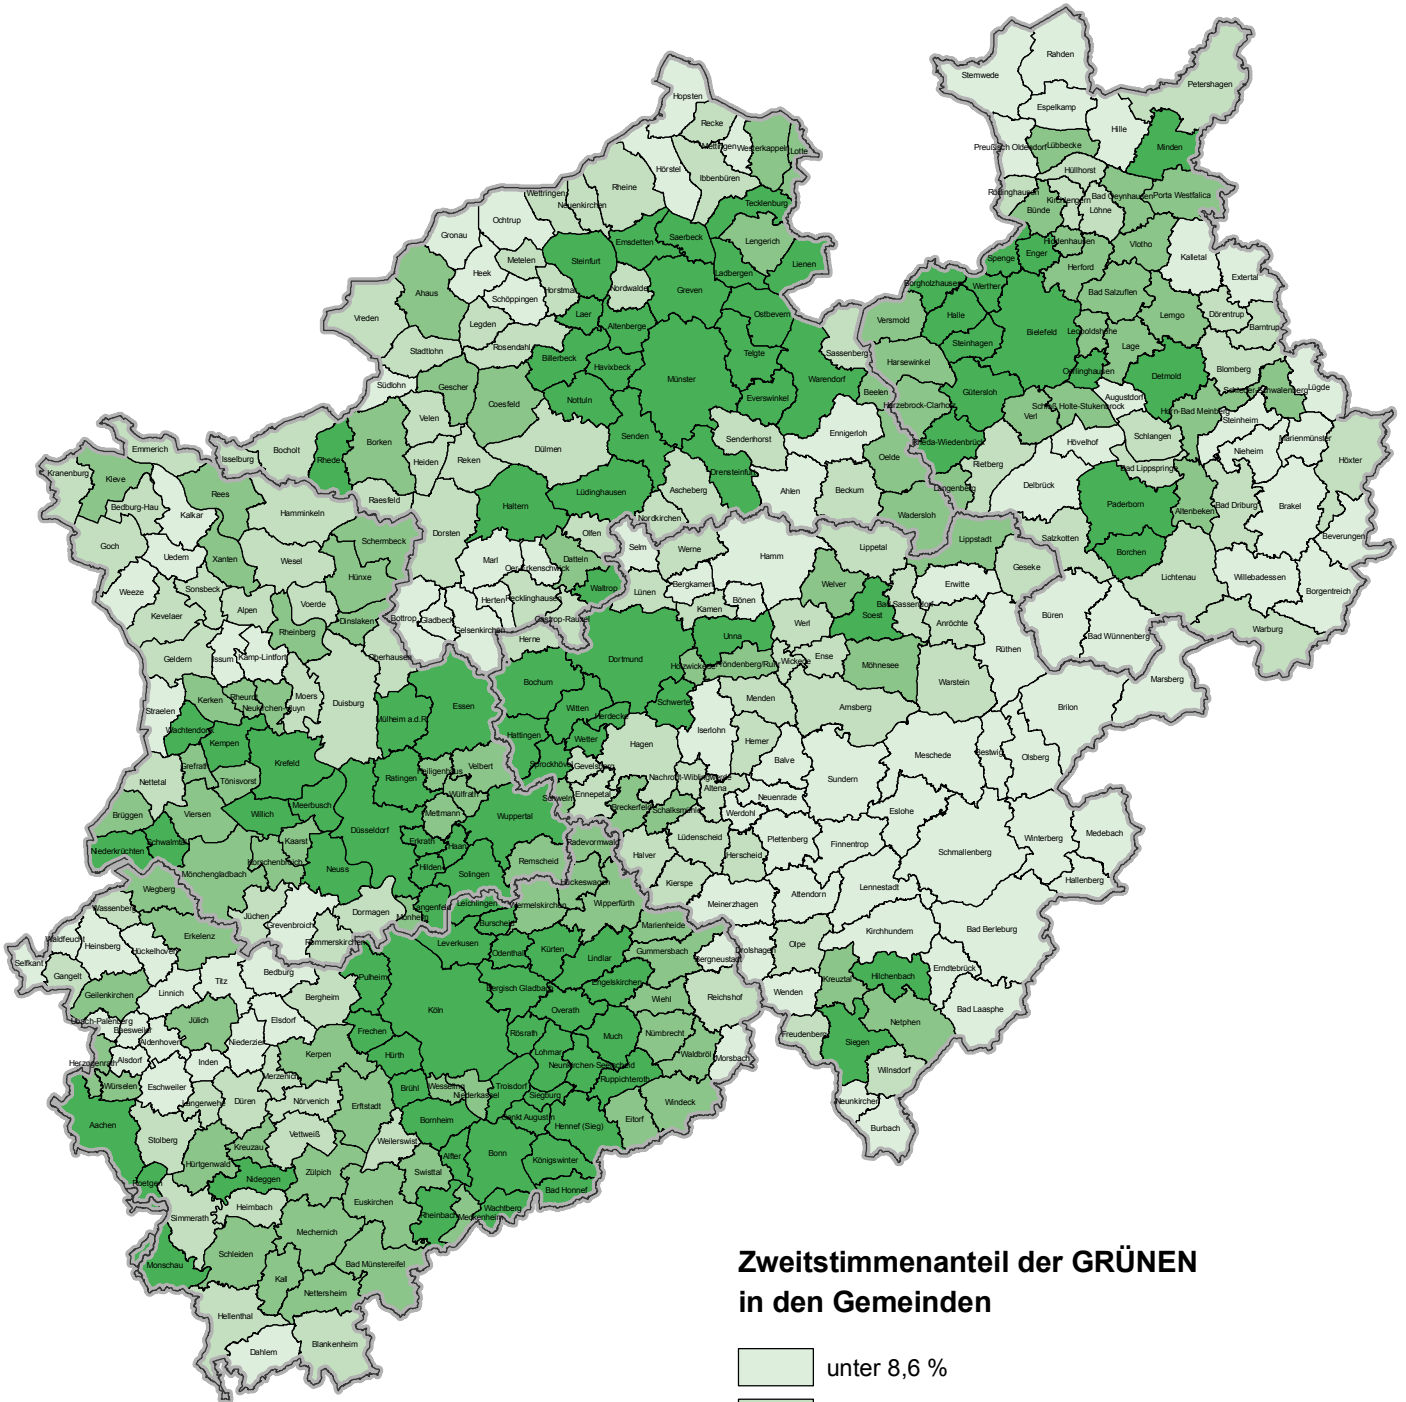 Rahden
Stemwede
Petershagen
Espelkamp
Hopsten
Hille
Recke
Minden
Mettingen
Westerkappeln
Lotte
Preußisch Oldendorf
Lübbecke
Hüllhorst
Hörstel
Ibbenbüren
Rheine
Wettringen
Neuenkirchen
Rödinghausen
Kirchlengern
Bad Oeynhausen
Porta Westfalica
Tecklenburg
Bünde
Löhne
Ochtrup
Gronau
Emsdetten
Saerbeck
Lengerich
Hiddenhausen
Vlotho
Enger
Spenge
Kalletal
Metelen
Steinfurt
Lienen
Herford
Heek
Ladbergen
Extertal
Borgholzhausen
Werther
Ahaus
Schöppingen
Horstmar
Nordwalde
Greven
Bad Salzuflen
Vreden
Laer
Ostbevern
Versmold
Halle
Lemgo
Dörentrup
Legden
Altenberge
Bielefeld
Leopoldshöhe
Barntrup
Rosendahl
Steinhagen
Lage
Stadtlohn
Billerbeck
Havixbeck
Telgte
Sassenberg
Harsewinkel
Blomberg
Oerlinghausen
Detmold
Südlohn
Gescher
Münster
Warendorf
Beelen
Gütersloh
Augustdorf
Schieder-Schwalenberg
Lügde
Nottuln
Everswinkel
Herzebrock-Clarholz
Coesfeld
Schloß Holte-Stukenbrock
Horn-Bad Meinberg
Verl
Steinheim
Velen
Senden
Sendenhorst
Ennigerloh
Rheda-Wiedenbrück
Hövelhof
Schlangen
Marienmünster
Borken
Emmerich
Bocholt
Dülmen
Nieheim
Isselburg
Rhede
Heiden
Reken
Oelde
Rietberg
Bad Lippspringe
Höxter
Kranenburg
Kleve
Drensteinfurt
Delbrück
Rees
Lüdinghausen
Ascheberg
Ahlen
Beckum
Langenberg
Bedburg-Hau
Raesfeld
Haltern
Paderborn
Altenbeken
Bad Driburg
Brakel
Kalkar
Hamminkeln
Nordkirchen
Wadersloh
Dorsten
Olfen
Beverungen
Goch
Schermbeck
Selm
Werne
Hamm
Lippetal
Lippstadt
Salzkotten
Borchen
Uedem
Xanten
Wesel
Marl
Oer-Erkenschwick
Datteln
Geseke
Lichtenau
Willebadessen
Weeze
Sonsbeck
Hünxe
Waltrop
Lünen
Bergkamen
Welver
Erwitte
Borgentreich
Kevelaer
Alpen
Voerde
Herten
Recklinghausen
Bönen
Bad Sassendorf
Bottrop
Gladbeck
Castrop-Rauxel
Kamen
Werl
Soest
Anröchte
Büren
Dinslaken
Gelsenkirchen
Rheinberg
Herne
Unna
Bad Wünnenberg
Warburg
Geldern
Issum
Kamp-Lintfort
Oberhausen
Dortmund
Holzwickede
Fröndenberg/Ruhr
Wickede
Ense
Möhnesee
Rüthen
Marsberg
Kerken
Rheurdt
Moers
Duisburg
Essen
Bochum
Warstein
Straelen
Neukirchen-Vluyn
Witten
Herdecke
Schwerte
Menden
Arnsberg
Brilon
Wachtendonk
Mülheim a.d.R.
Kempen
Hattingen
Wetter
Iserlohn
Hagen
Hemer
Meschede
Bestwig
Olsberg
Krefeld
Grefrath
Sprockhövel
Gevelsberg
Balve
Nettetal
Tönisvorst
Ratingen
Heiligenhaus
Velbert
Nachrodt-Wiblingwerde
Altena
Sundern
Meerbusch
Wülfrath
Schwelm
Ennepetal
Neuenrade
Brüggen
Viersen
Willich
Mettmann
Wuppertal
Breckerfeld
Schalksmühle
Werdohl
Eslohe
Medebach
Düsseldorf
Plettenberg
Winterberg
Kaarst
Erkrath
Haan
Radevormwald
Lüdenscheid
Finnentrop
Niederkrüchten
Schwalmtal
Korschenbroich
Neuss
Hilden
Solingen
Remscheid
Halver
Herscheid
Schmallenberg
Mönchengladbach
Hückeswagen
Kierspe
Lennestadt
Hallenberg
Wegberg
Langenfeld
Leichlingen
Wermelskirchen
Wipperfürth
Meinerzhagen
Attendorn
Wassenberg
Jüchen
Grevenbroich
Dormagen
Monheim
Burscheid
Marienheide
Kirchhundem
Bad Berleburg
Erkelenz
Rommerskirchen
Leverkusen
Waldfeucht
Heinsberg
Hückelhoven
Odenthal
Kürten
Lindlar
Gummersbach
Bergneustadt
Drolshagen
Olpe
Selfkant
Gangelt
Titz
Bedburg
Pulheim
Bergisch Gladbach
Engelskirchen
Kreuztal
Hilchenbach
Erndtebrück
Geilenkirchen
Linnich
Bergheim
Wiehl
Reichshof
Wenden
Bad Laasphe
Übach-Palenberg
Jülich
Elsdorf
Köln
Overath
Baesweiler
Frechen
Rösrath
Much
Nümbrecht
Freudenberg
Siegen
Netphen
Aldenhoven
Niederzier
Kerpen
Hürth
Lohmar
Waldbröl
Morsbach
Herzogenrath
Alsdorf
Inden
Neunkirchen-Seelscheid
Wilnsdorf
Würselen
Eschweiler
Merzenich
Brühl
Wesseling
Troisdorf
Ruppichteroth
Langerwehe
Düren
Nörvenich
Erftstadt
Niederkassel
Siegburg
Windeck
Neunkirchen
Aachen
Bornheim
Sankt Augustin
Eitorf
Burbach
Stolberg
Vettweiß
Weilerswist
Hennef (Sieg)
Kreuzau
Bonn
Alfter
Königswinter
Hürtgenwald
Zülpich
Swisttal
Roetgen
Nideggen
Bad Honnef
Simmerath
Heimbach
Euskirchen
Rheinbach
Meckenheim
Wachtberg
Mechernich
Schleiden
Monschau
Kall
Bad Münstereifel
Nettersheim
Hellenthal
Blankenheim
Dahlem
Zweitstimmenanteil der GRÜNEN
in den Gemeinden
unter 8,6 %